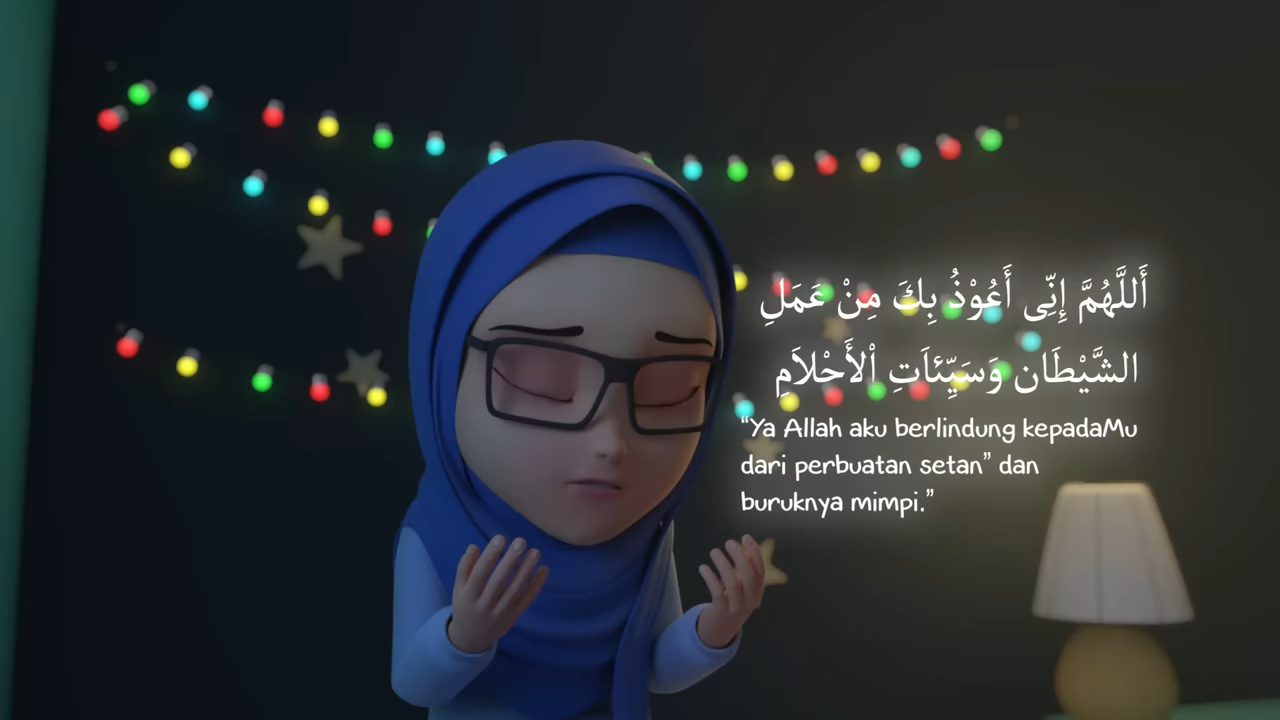 أَللَّهُمَّ إِنِّى أَعُوْذُ بِكَ مِنْ عَمَلِ
الشَّيْطَان وَسَيِّئَاتِ اْلأَحْلاَمِ
“Ya Allah aku berlindung kepadaMu
dari perbuatan setan” dan
buruknya mimpi.”